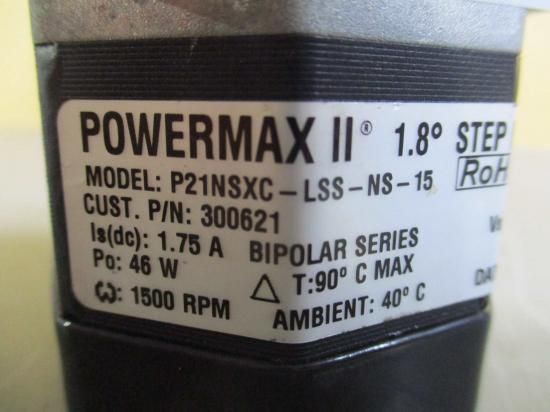 POWERMAX II® 1.8° STEP
MODEL: P21NSXC-LSS-NS-15
CUST. P/N: 300621
Is(dc): 1.75 A BIPOLAR SERIES
Po: 46 W △ T:90° C MAX
ω: 1500 RPM AMBIENT: 40° C